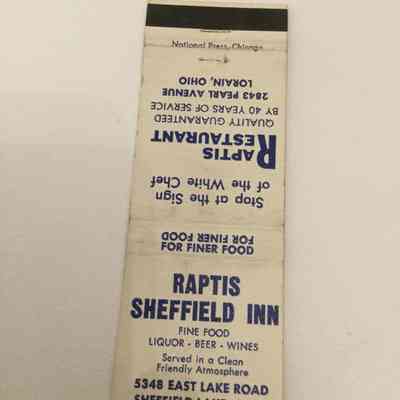 National Press, Chicago
FOR FINER FOOD
Stop at the Sign
of the White Chef
RAPTIS
RESTAURANT
QUALITY GUARANTEED
BY 40 YEARS OF SERVICE
2843 PEARL AVENUE
LORAIN, OHIO
FOR FINER FOOD
RAPTIS
SHEFFIELD INN
FINE FOOD
LIQUOR - BEER - WINES
Served in a Clean
Friendly Atmosphere
5348 EAST LAKE ROAD
SHEFFIELD